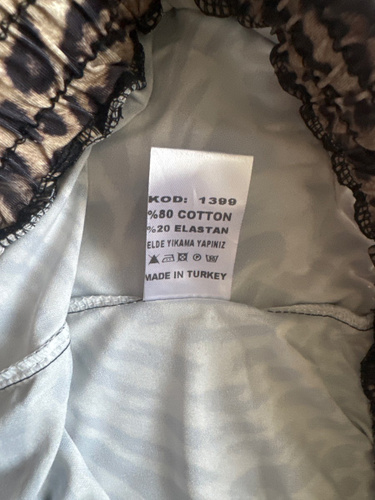 KOD: 1399
%80 COTTON
%20 ELASTAN
ELDE YIKAMA YAPINIZ
MADE IN TURKEY